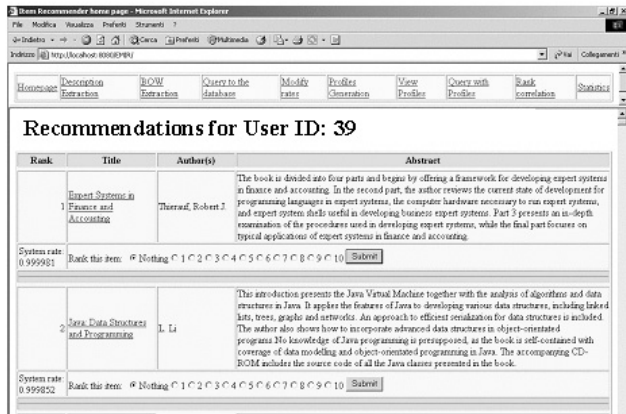 Item Recommender home page - Microsoft Internet Explorer
File Modifica Visualizza Preferiti Strumenti ?
Indietro Cerca Preferiti Multimedia
Indirizzo http://localhost:8080/EMIR/ Vai Collegamenti
Homepage Description Extraction BOW Extraction Query to the database Modify rates Profiles Generation View Profiles Query with Profiles Rank correlation Statistics
Recommendations for User ID: 39
Rank Title Author(s) Abstract
1 Expert Systems in Finance and Accounting Thierauf, Robert J.
The book is divided into four parts and begins by offering a framework for developing expert systems
in finance and accounting. In the second part, the author reviews the current state of development for
programming languages in expert systems, the computer hardware necessary to run expert systems,
and expert system shells useful in developing business expert systems. Part 3 presents an in-depth
examination of the procedures used in developing expert systems, while the final part focuses on
typical applications of expert systems in finance and accounting.
System rate: 0.999981 Rank this item: Nothing 1 2 3 4 5 6 7 8 9 10 Submit
2 Java: Data Structures and Programming L. Li
This introduction presents the Java Virtual Machine together with the analysis of algorithms and data
structures in Java. It applies the features of Java to developing various data structures, including linked
lists, trees, graphs and networks. An approach to efficient serialization for data structures is included.
The author also shows how to incorporate advanced data structures in object-orientated
programs.No knowledge of Java programming is presupposed, as the book is self-contained with
coverage of data modelling and object-orientated programming in Java. The accompanying CD-
ROM includes the source code of all the Java classes presented in the book.
System rate: 0.999852 Rank this item: Nothing 1 2 3 4 5 6 7 8 9 10 Submit